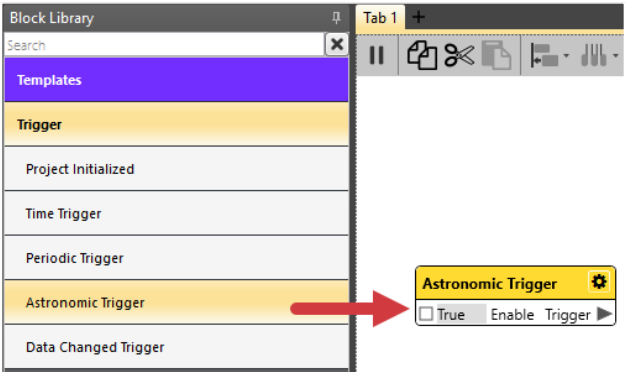 Block Library
Search
Templates
Trigger
Project Initialized
Time Trigger
Periodic Trigger
Astronomic Trigger
Data Changed Trigger
Tab 1
Astronomic Trigger
True Enable Trigger